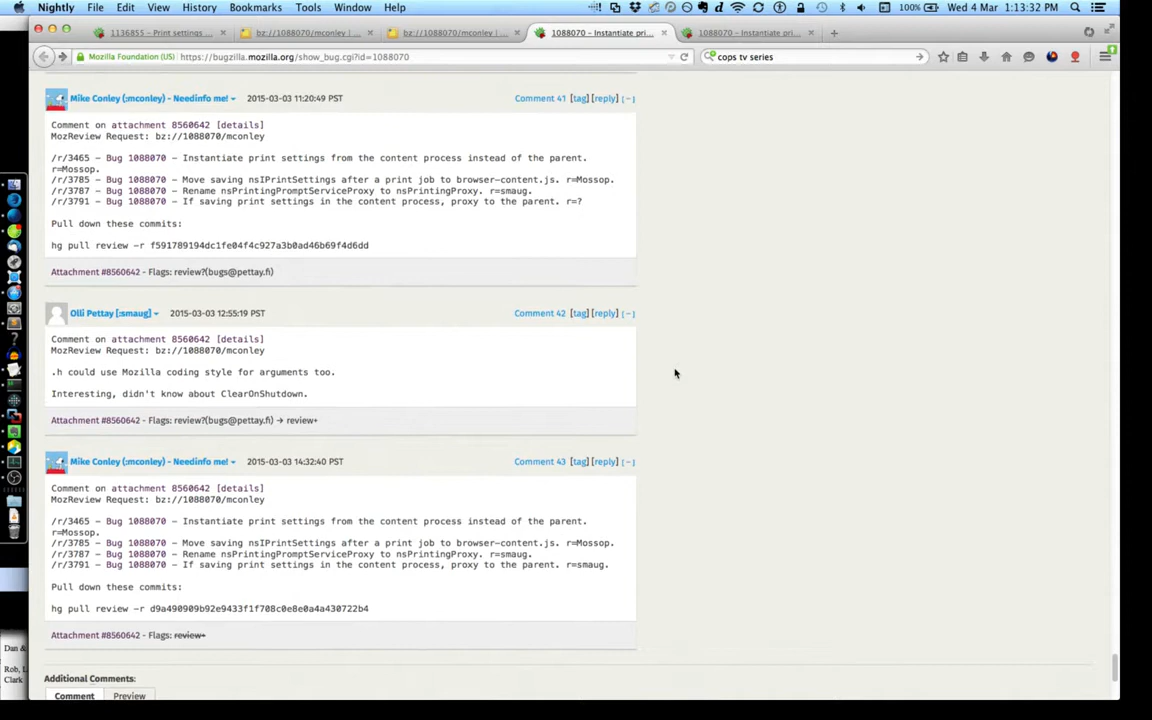 Nightly File Edit View History Bookmarks Tools Window Help 100% Wed 4 Mar 1:13:32 PM
1136855 - Print settings ... bz://1088070/mconley | ... bz://1088070/mconley | ... 1088070 - Instantiate pri... 1088070 - Instantiate pri...
Mozilla Foundation (US) https://bugzilla.mozilla.org/show_bug.cgi?id=1088070 cops tv series
Mike Conley (:mconley) - Needinfo me! 2015-03-03 11:20:49 PST Comment 41 [tag] [reply] [−]
Comment on attachment 8560642 [details]
MozReview Request: bz://1088070/mconley
/r/3465 - Bug 1088070 - Instantiate print settings from the content process instead of the parent.
r=Mossop.
/r/3785 - Bug 1088070 - Move saving nsIPrintSettings after a print job to browser-content.js. r=Mossop.
/r/3787 - Bug 1088070 - Rename nsPrintingPromptServiceProxy to nsPrintingProxy. r=smaug.
/r/3791 - Bug 1088070 - If saving print settings in the content process, proxy to the parent. r=?
Pull down these commits:
hg pull review -r f591789194dc1fe04f4c927a3b0ad46b69f4d6dd
Attachment #8560642 - Flags: review?(bugs@pettay.fi)
Olli Pettay [:smaug] 2015-03-03 12:55:19 PST Comment 42 [tag] [reply] [−]
Comment on attachment 8560642 [details]
MozReview Request: bz://1088070/mconley
.h could use Mozilla coding style for arguments too.
Interesting, didn't know about ClearOnShutdown.
Attachment #8560642 - Flags: review?(bugs@pettay.fi) → review+
Mike Conley (:mconley) - Needinfo me! 2015-03-03 14:32:40 PST Comment 43 [tag] [reply] [−]
Comment on attachment 8560642 [details]
MozReview Request: bz://1088070/mconley
/r/3465 - Bug 1088070 - Instantiate print settings from the content process instead of the parent.
r=Mossop.
/r/3785 - Bug 1088070 - Move saving nsIPrintSettings after a print job to browser-content.js. r=Mossop.
/r/3787 - Bug 1088070 - Rename nsPrintingPromptServiceProxy to nsPrintingProxy. r=smaug.
/r/3791 - Bug 1088070 - If saving print settings in the content process, proxy to the parent. r=smaug.
Pull down these commits:
hg pull review -r d9a490909b92e9433f1f708c0e8e0a4a430722b4
Attachment #8560642 - Flags: review+
Dan &
Rob, L
Clark
Additional Comments:
Comment Preview